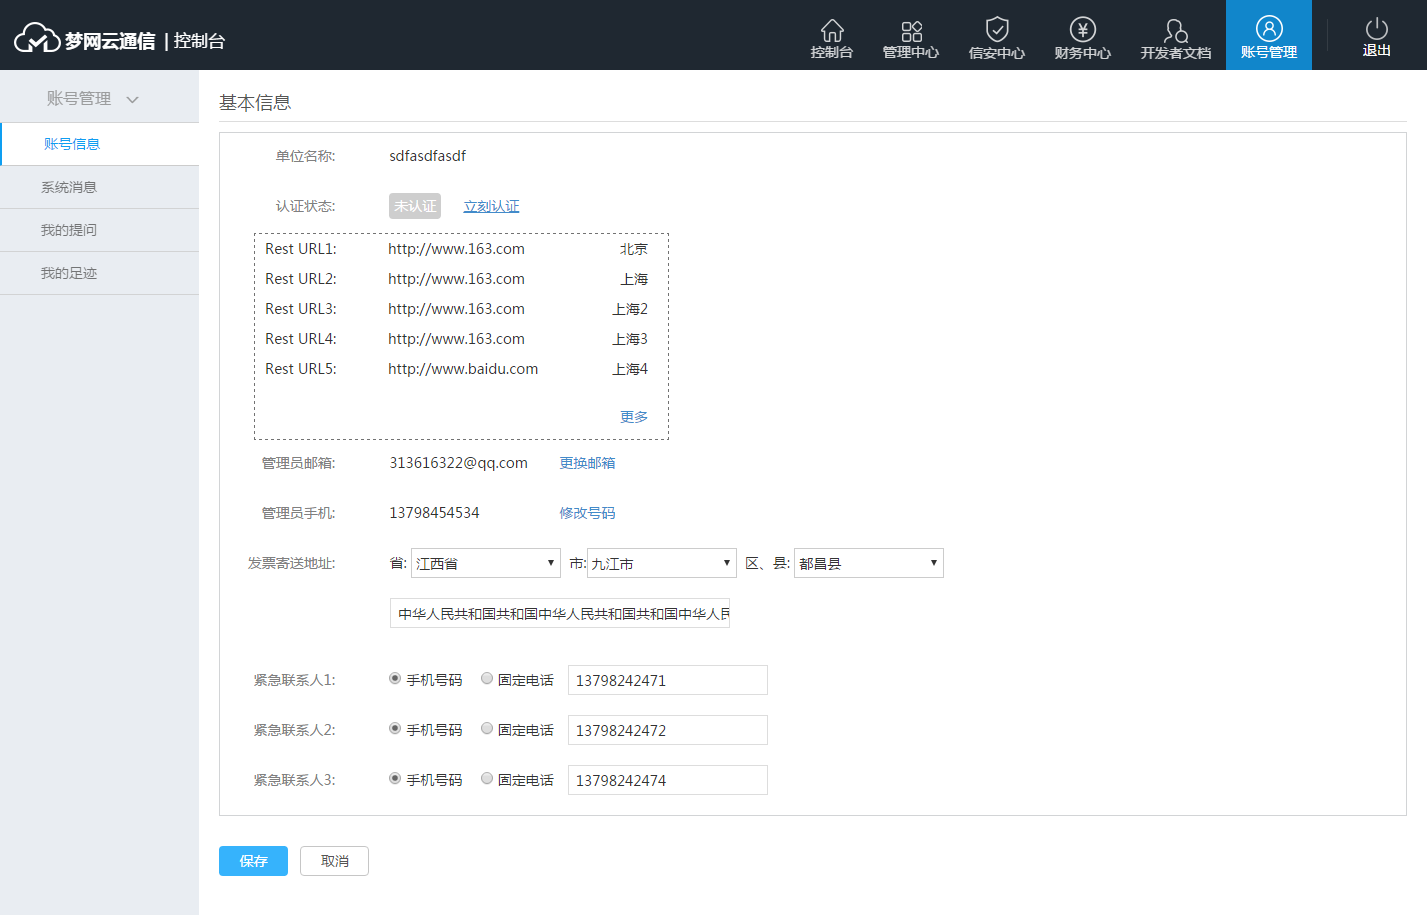 梦网云通信 | 控制台
控制台 管理中心 信安中心 财务中心 开发者文档 账号管理 退出
账号管理
账号信息
系统消息
我的提问
我的足迹
基本信息
单位名称: sdfasdfasdf
认证状态: 未认证 立刻认证
Rest URL1: http://www.163.com 北京
Rest URL2: http://www.163.com 上海
Rest URL3: http://www.163.com 上海2
Rest URL4: http://www.163.com 上海3
Rest URL5: http://www.baidu.com 上海4
更多
管理员邮箱: 313616322@qq.com 更换邮箱
管理员手机: 13798454534 修改号码
发票寄送地址: 省: 江西省 市: 九江市 区、县: 都昌县
中华人民共和国共和国中华人民共和国共和国中华人民
紧急联系人1: 手机号码 固定电话 13798242471
紧急联系人2: 手机号码 固定电话 13798242472
紧急联系人3: 手机号码 固定电话 13798242474
保存 取消